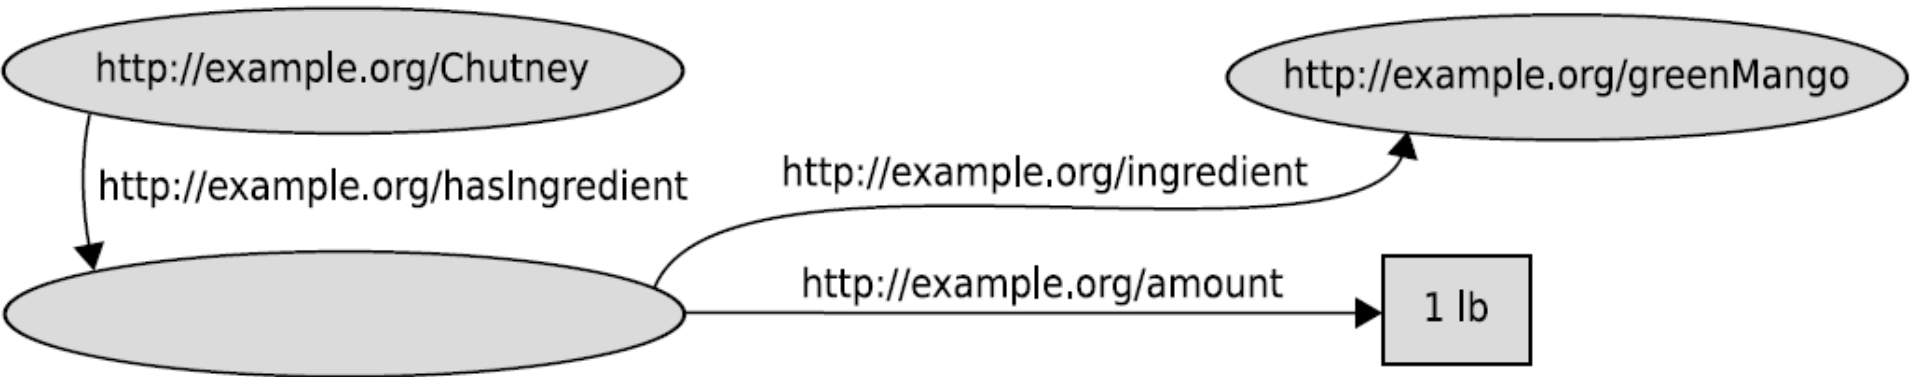 http://example.org/Chutney
http://example.org/greenMango
http://example.org/hasIngredient
http://example.org/ingredient
http://example.org/amount
1 lb